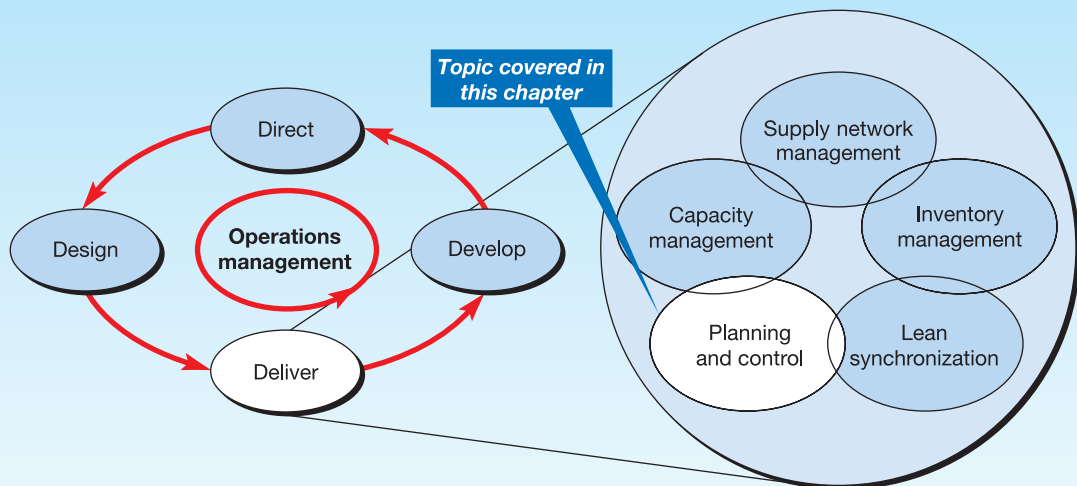 Topic covered in
this chapter
Direct
Design
Operations
management
Develop
Deliver
Supply network
management
Capacity
management
Inventory
management
Planning
and control
Lean
synchronization